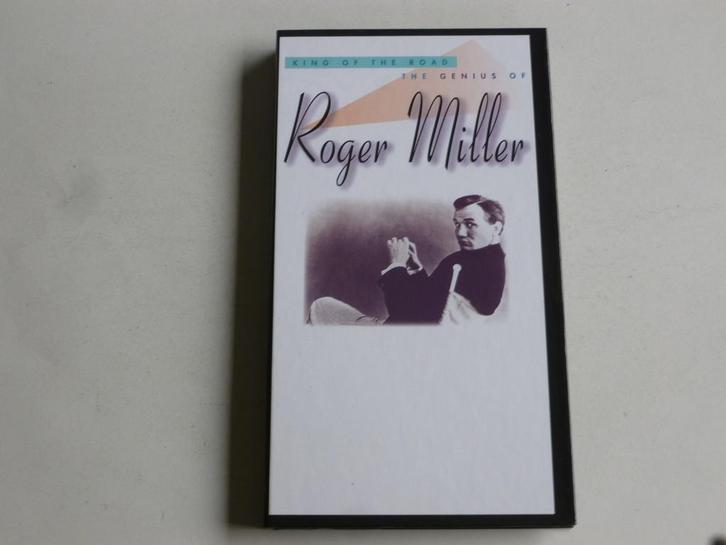 KING OF THE ROAD
THE GENIUS OF
Roger Miller